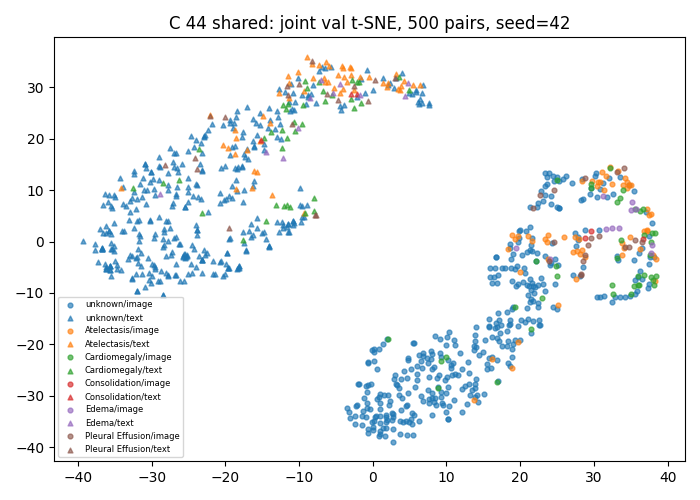 C 44 shared: joint val t-SNE, 500 pairs, seed=42
30
20
10
0
−10
−20
−30
−40
unknown/image
unknown/text
Atelectasis/image
Atelectasis/text
Cardiomegaly/image
Cardiomegaly/text
Consolidation/image
Consolidation/text
Edema/image
Edema/text
Pleural Effusion/image
Pleural Effusion/text
−40 −30 −20 −10 0 10 20 30 40